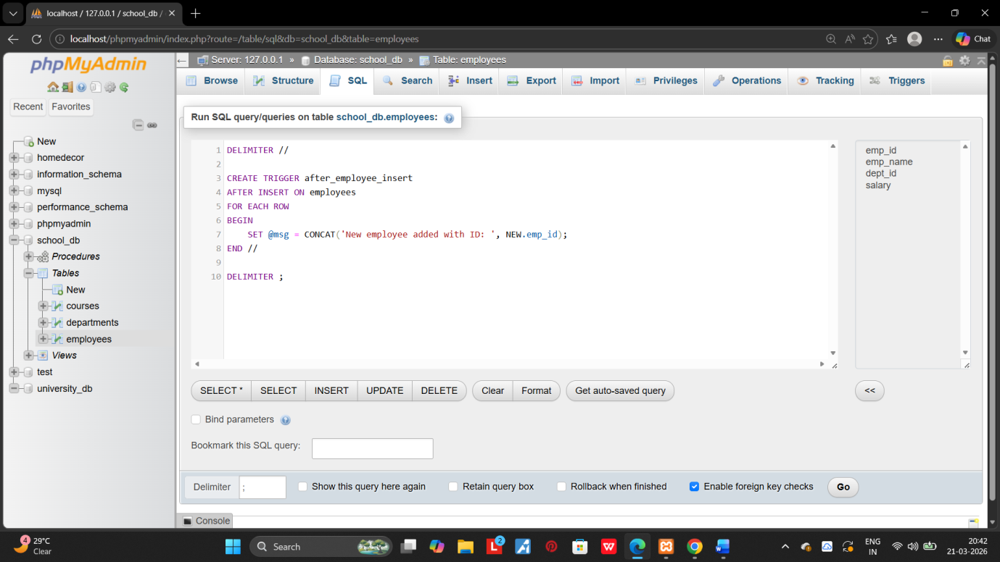 localhost / 127.0.0.1 / school_db /
localhost/phpmyadmin/index.php?route=/table/sql&db=school_db&table=employees
Chat
phpMyAdmin
Recent
Favorites
New
homedecor
information_schema
mysql
performance_schema
phpmyadmin
school_db
Procedures
Tables
New
courses
departments
employees
Views
test
university_db
Server: 127.0.0.1 » Database: school_db » Table: employees
Browse
Structure
SQL
Search
Insert
Export
Import
Privileges
Operations
Tracking
Triggers
Run SQL query/queries on table school_db.employees:
1 DELIMITER //
2
3 CREATE TRIGGER after_employee_insert
4 AFTER INSERT ON employees
5 FOR EACH ROW
6 BEGIN
7 SET @msg = CONCAT('New employee added with ID: ', NEW.emp_id);
8 END //
9
10 DELIMITER ;
emp_id
emp_name
dept_id
salary
SELECT *
SELECT
INSERT
UPDATE
DELETE
Clear
Format
Get auto-saved query
<<
Bind parameters
Bookmark this SQL query:
Delimiter ;
Show this query here again
Retain query box
Rollback when finished
Enable foreign key checks
Go
Console
4
29°C
Clear
Search
L
2
W
W
ENG
IN
20:42
21-03-2026